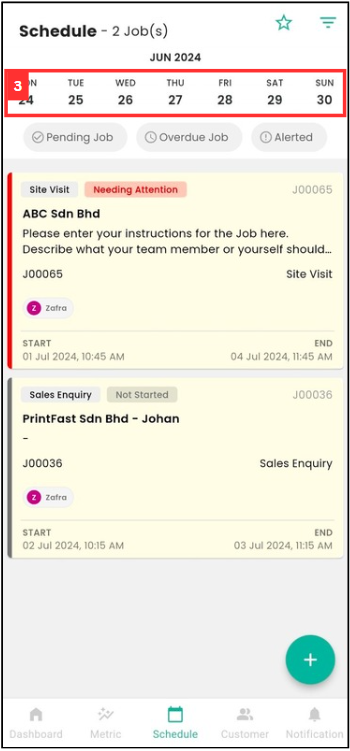 Schedule - 2 Job(s)
JUN 2024
3 ON TUE WED THU FRI SAT SUN
24 25 26 27 28 29 30
Pending Job Overdue Job Alerted
Site Visit Needing Attention J00065
ABC Sdn Bhd
Please enter your instructions for the Job here.
Describe what your team member or yourself should...
J00065 Site Visit
Z Zafra
START END
01 Jul 2024, 10:45 AM 04 Jul 2024, 11:45 AM
Sales Enquiry Not Started J00036
PrintFast Sdn Bhd - Johan
-
J00036 Sales Enquiry
Z Zafra
START END
02 Jul 2024, 10:15 AM 03 Jul 2024, 11:15 AM
+
Dashboard Metric Schedule Customer Notification